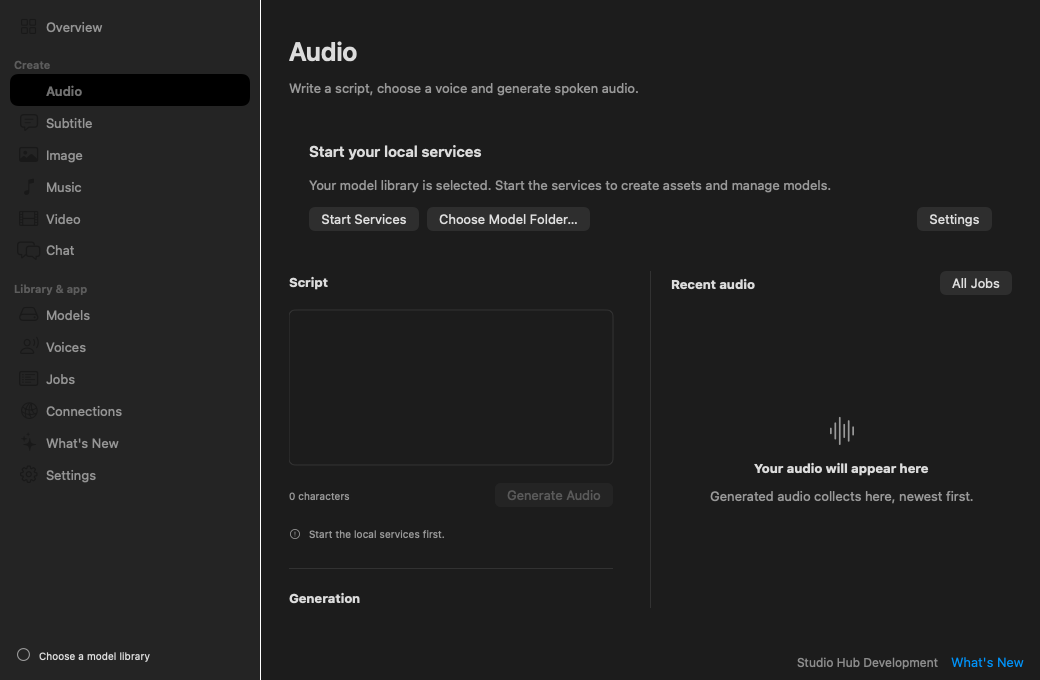 Overview
Create
Audio
Subtitle
Image
Music
Video
Chat
Library & app
Models
Voices
Jobs
Connections
What's New
Settings
Choose a model library
Audio
Write a script, choose a voice and generate spoken audio.
Start your local services
Your model library is selected. Start the services to create assets and manage models.
Start Services
Choose Model Folder...
Settings
Script
0 characters
Generate Audio
Start the local services first.
Generation
Recent audio
All Jobs
Your audio will appear here
Generated audio collects here, newest first.
Studio Hub Development
What's New